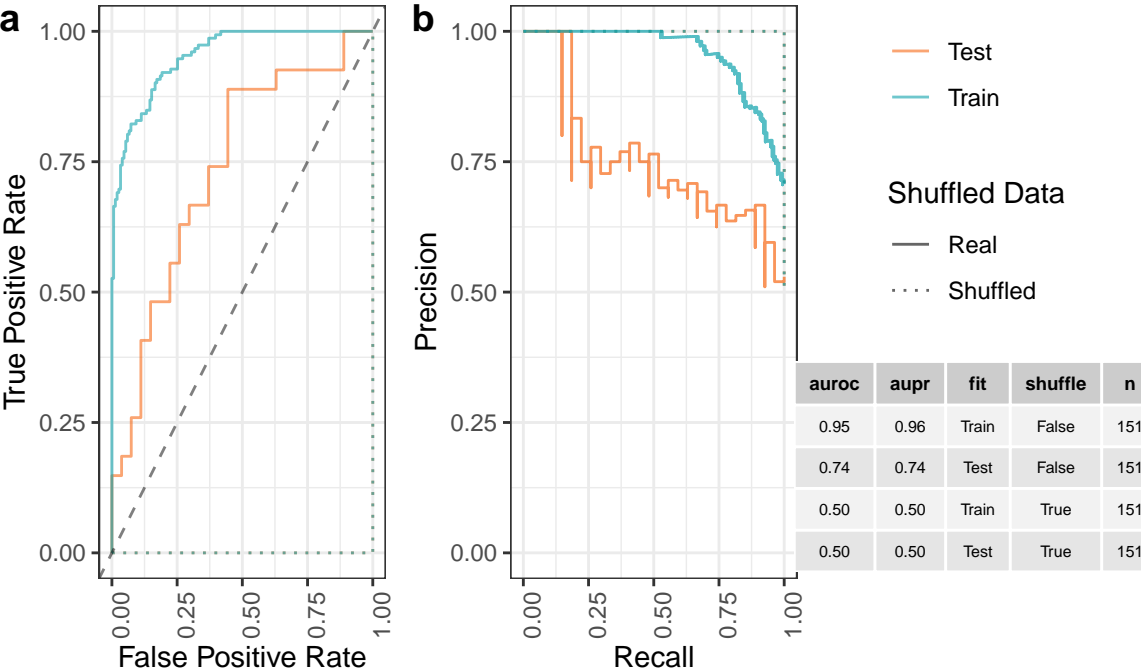 a
True Positive Rate
1.00
0.75
0.50
0.25
0.00
0.00 0.25 0.50 0.75 1.00
False Positive Rate
b
Precision
1.00
0.75
0.50
0.25
0.00
0.00 0.25 0.50 0.75 1.00
Recall
Test
Train
Shuffled Data
Real
Shuffled
auroc aupr fit shuffle n
0.95 0.96 Train False 151
0.74 0.74 Test False 151
0.50 0.50 Train True 151
0.50 0.50 Test True 151